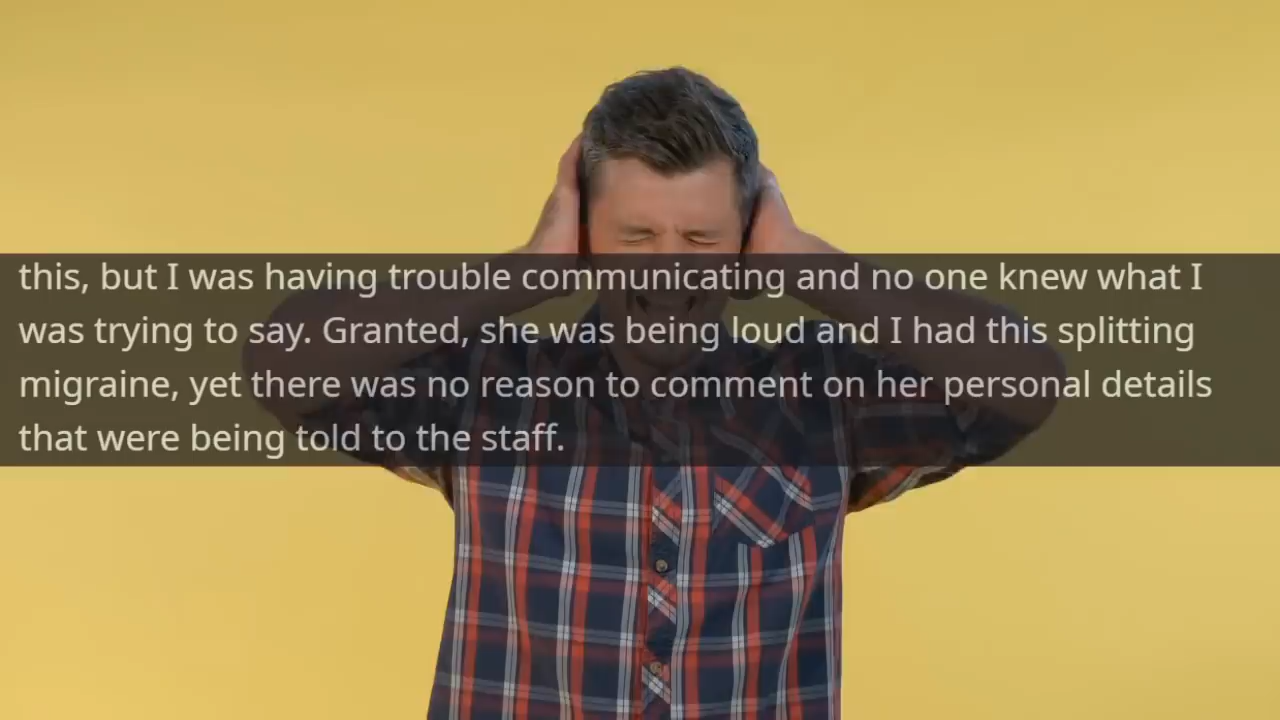 this, but I was having trouble communicating and no one knew what I
was trying to say. Granted, she was being loud and I had this splitting
migraine, yet there was no reason to comment on her personal details
that were being told to the staff.